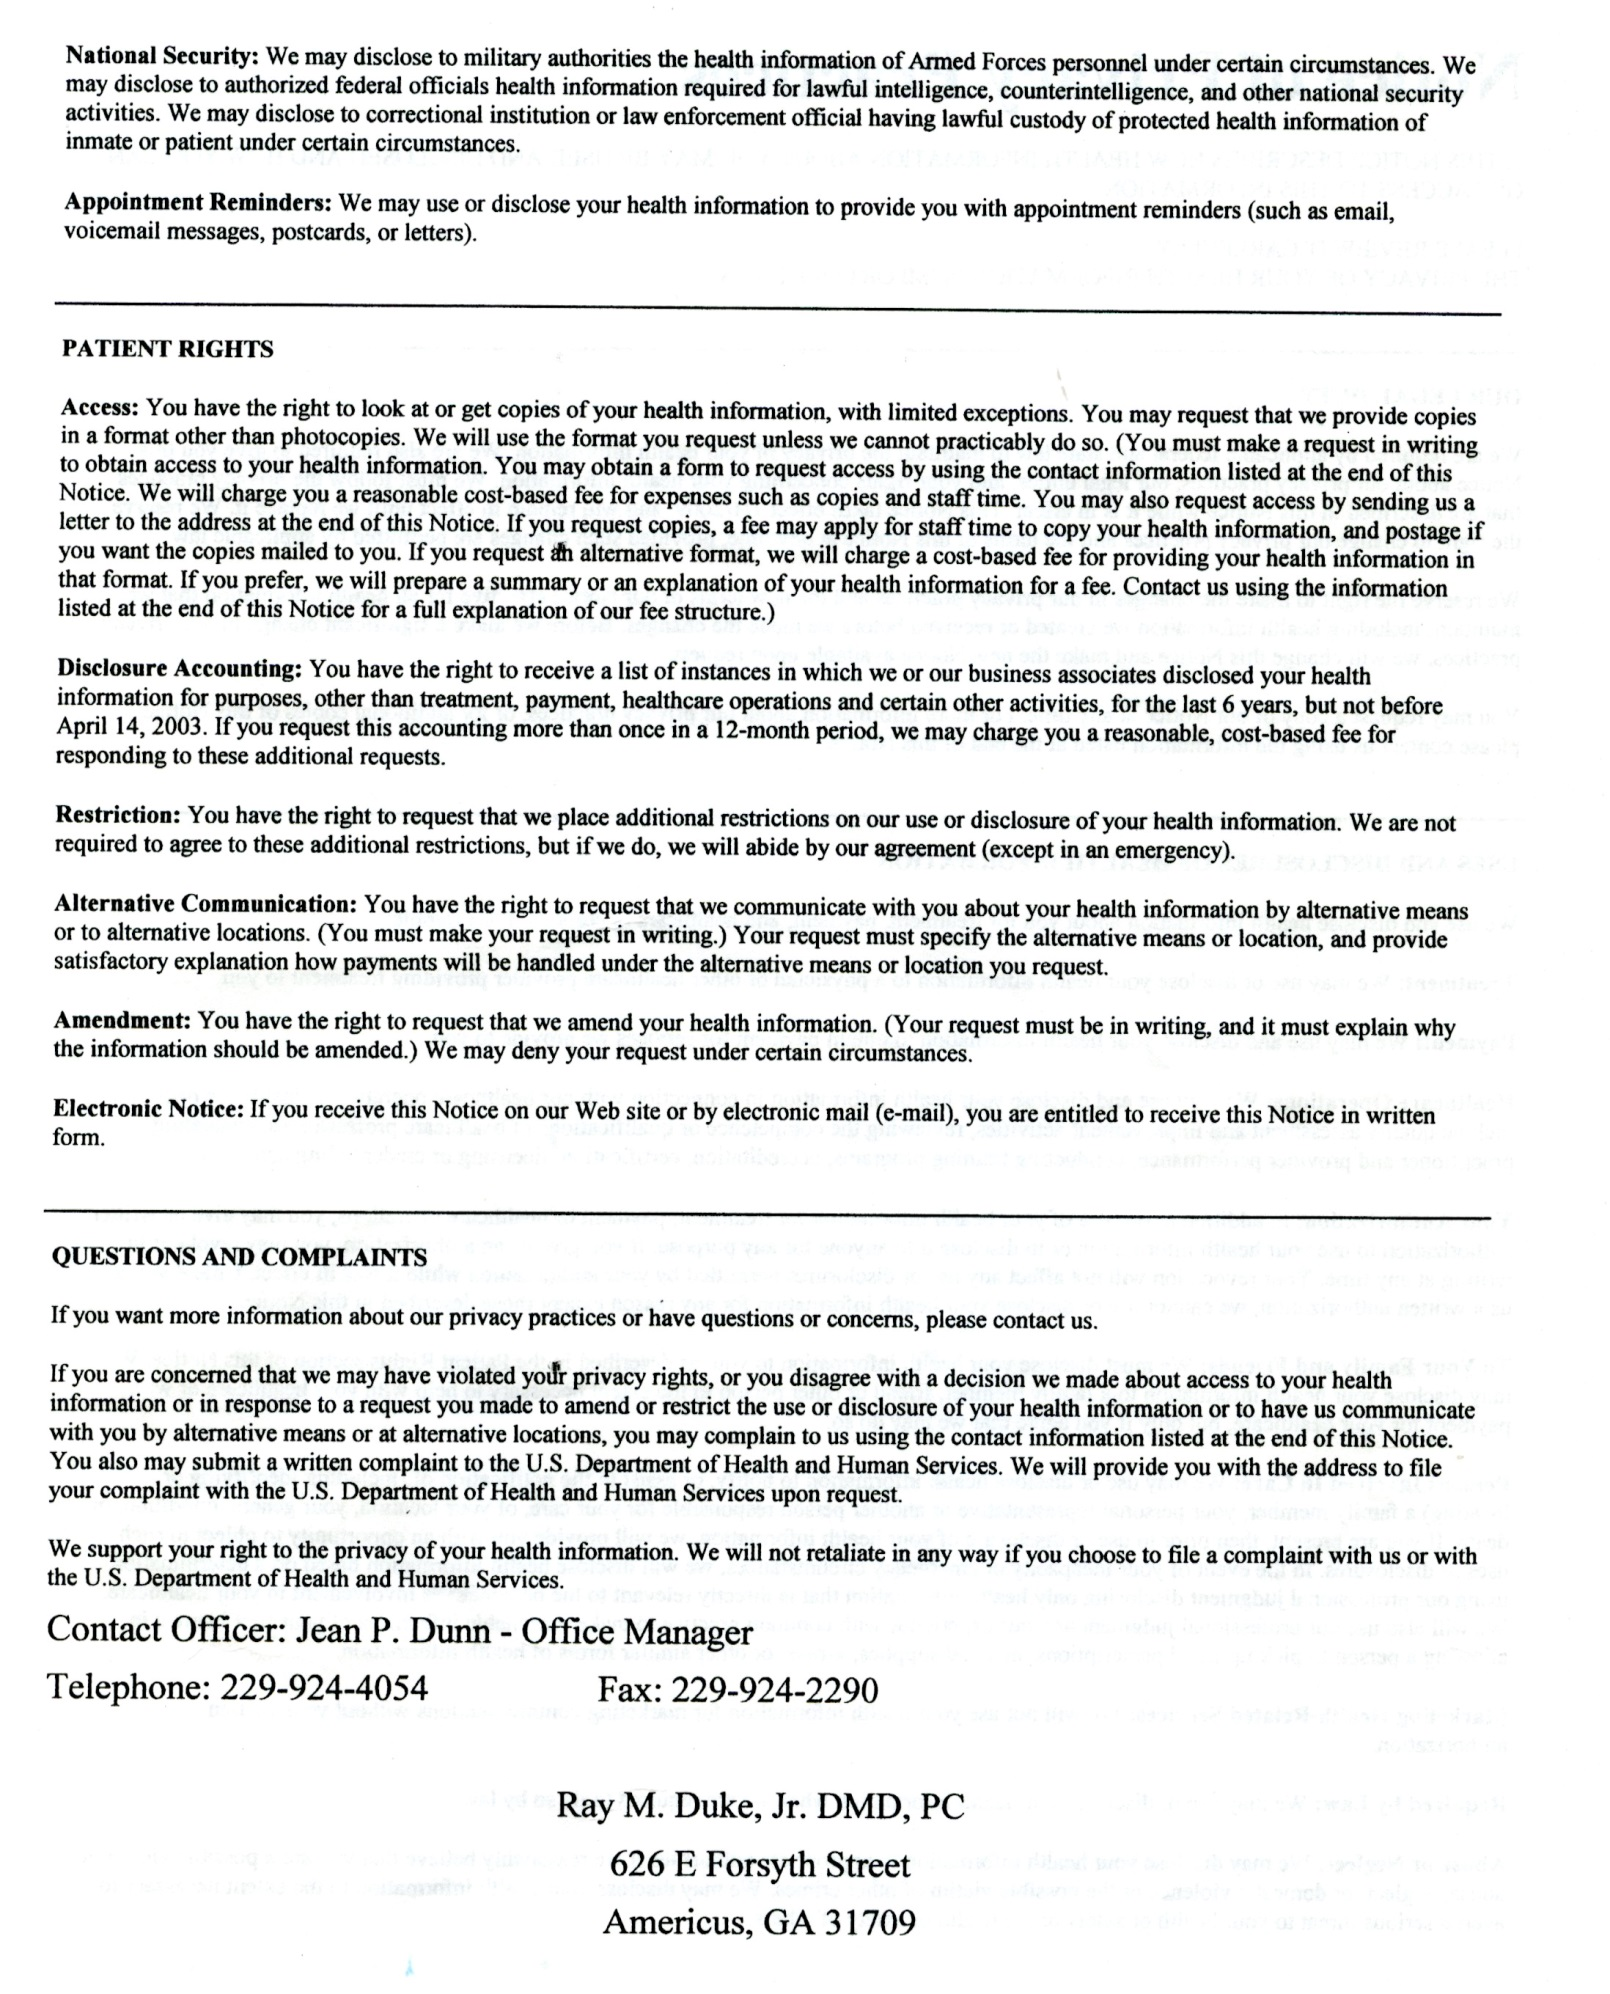 National Security: We may disclose to military authorities the health information of Armed Forces personnel under certain circumstances. We
may disclose to authorized federal officials health information required for lawful intelligence, counterintelligence, and other national security
activities. We may disclose to correctional institution or law enforcement official having lawful custody of protected health information of
inmate or patient under certain circumstances.
Appointment Reminders: We may use or disclose your health information to provide you with appointment reminders (such as email,
voicemail messages, postcards, or letters).
PATIENT RIGHTS
Access: You have the right to look at or get copies of your health information, with limited exceptions. You may request that we provide copies
in a format other than photocopies. We will use the format you request unless we cannot practicably do so. (You must make a request in writing
to obtain access to your health information. You may obtain a form to request access by using the contact information listed at the end of this
Notice. We will charge you a reasonable cost-based fee for expenses such as copies and staff time. You may also request access by sending us a
letter to the address at the end of this Notice. If you request copies, a fee may apply for staff time to copy your health information, and postage if
you want the copies mailed to you. If you request an alternative format, we will charge a cost-based fee for providing your health information in
that format. If you prefer, we will prepare a summary or an explanation of your health information for a fee. Contact us using the information
listed at the end of this Notice for a full explanation of our fee structure.)
Disclosure Accounting: You have the right to receive a list of instances in which we or our business associates disclosed your health
information for purposes, other than treatment, payment, healthcare operations and certain other activities, for the last 6 years, but not before
April 14, 2003. If you request this accounting more than once in a 12-month period, we may charge you a reasonable, cost-based fee for
responding to these additional requests.
Restriction: You have the right to request that we place additional restrictions on our use or disclosure of your health information. We are not
required to agree to these additional restrictions, but if we do, we will abide by our agreement (except in an emergency).
Alternative Communication: You have the right to request that we communicate with you about your health information by alternative means
or to alternative locations. (You must make your request in writing.) Your request must specify the alternative means or location, and provide
satisfactory explanation how payments will be handled under the alternative means or location you request.
Amendment: You have the right to request that we amend your health information. (Your request must be in writing, and it must explain why
the information should be amended.) We may deny your request under certain circumstances.
Electronic Notice: If you receive this Notice on our Web site or by electronic mail (e-mail), you are entitled to receive this Notice in written
form.
QUESTIONS AND COMPLAINTS
If you want more information about our privacy practices or have questions or concerns, please contact us.
If you are concerned that we may have violated your privacy rights, or you disagree with a decision we made about access to your health
information or in response to a request you made to amend or restrict the use or disclosure of your health information or to have us communicate
with you by alternative means or at alternative locations, you may complain to us using the contact information listed at the end of this Notice.
You also may submit a written complaint to the U.S. Department of Health and Human Services. We will provide you with the address to file
your complaint with the U.S. Department of Health and Human Services upon request.
We support your right to the privacy of your health information. We will not retaliate in any way if you choose to file a complaint with us or with
the U.S. Department of Health and Human Services.
Contact Officer: Jean P. Dunn - Office Manager
Telephone: 229-924-4054 Fax: 229-924-2290
Ray M. Duke, Jr. DMD, PC
626 E Forsyth Street
Americus, GA 31709